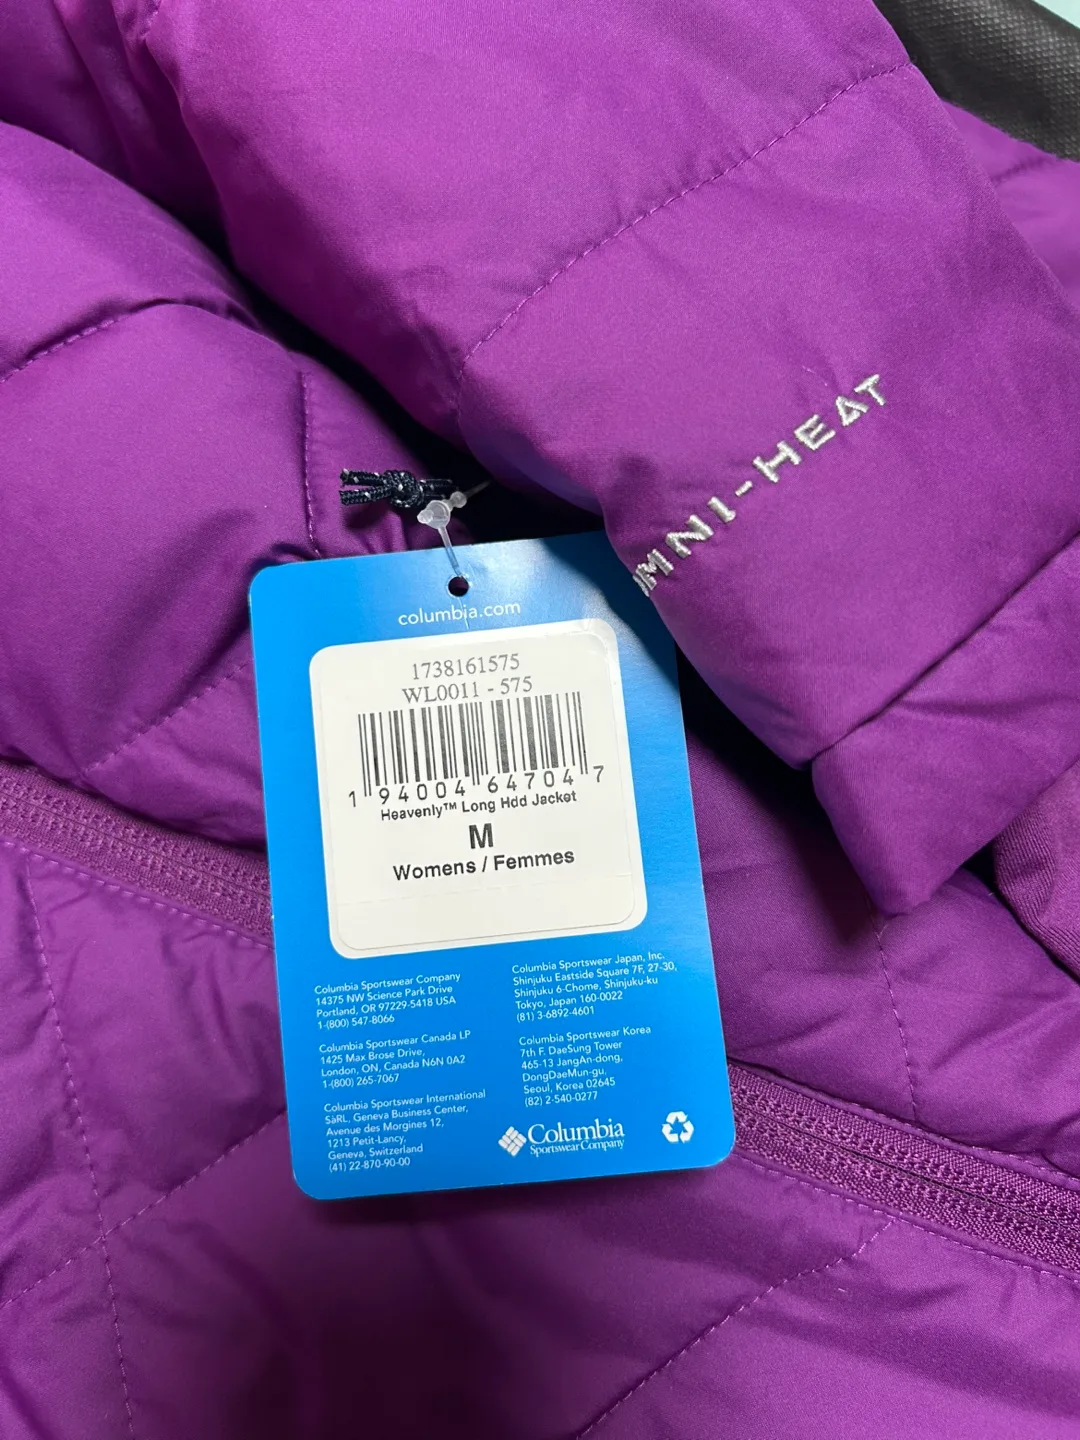 MNI-HEAT
columbia.com
1738161575
WL0011 - 575
1 94004 64704 7
Heavenly™ Long Hdd Jacket
M
Womens / Femmes
Columbia Sportswear Company
14375 NW Science Park Drive
Portland, OR 97229-5418 USA
1-(800) 547-8066
Columbia Sportswear Canada LP
1425 Max Brose Drive,
London, ON, Canada N6N 0A2
1-(800) 265-7067
Columbia Sportswear International
SàRL, Geneva Business Center,
Avenue des Morgines 12,
1213 Petit-Lancy,
Geneva, Switzerland
(41) 22-870-90-00
Columbia Sportswear Japan, Inc.
Shinjuku Eastside Square 7F, 27-30,
Shinjuku 6-Chome, Shinjuku-ku
Tokyo, Japan 160-0022
(81) 3-6892-4601
Columbia Sportswear Korea
7th F. DaeSung Tower
465-13 JangAn-dong,
DongDaeMun-gu,
Seoul, Korea 02645
(82) 2-540-0277
Columbia
Sportswear Company